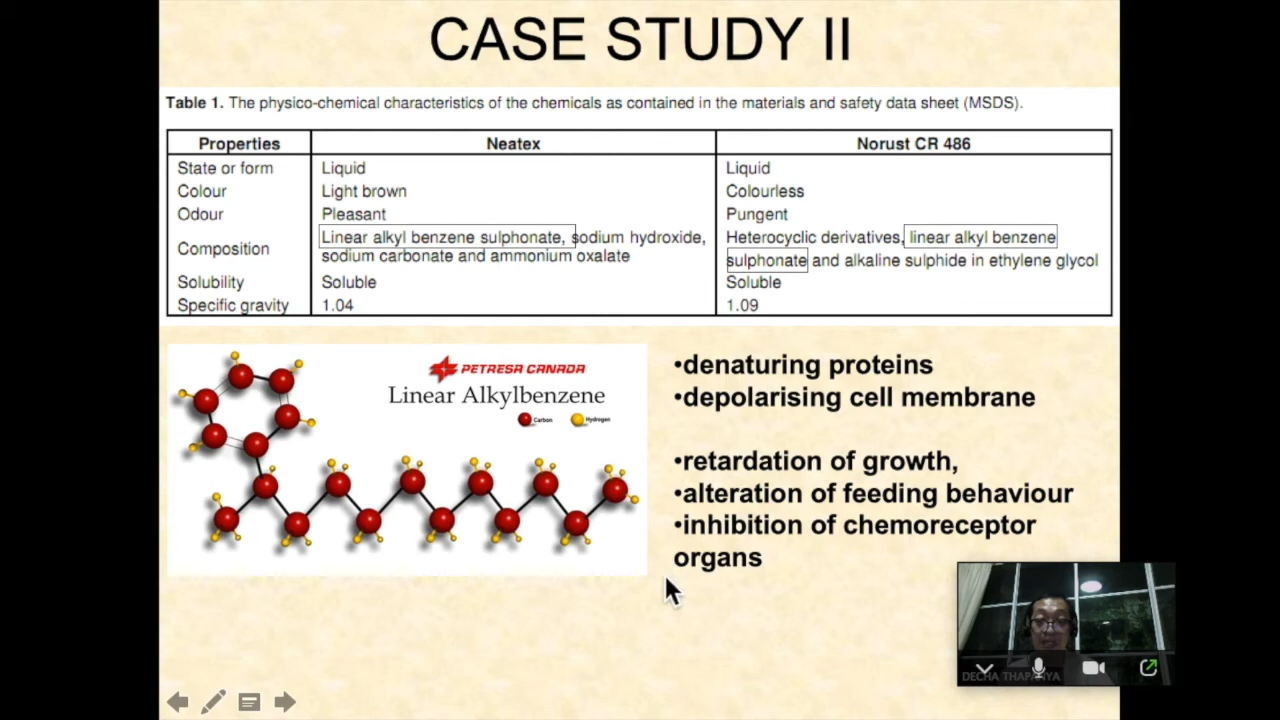 CASE STUDY II
Table 1. The physico-chemical characteristics of the chemicals as contained in the materials and safety data sheet (MSDS).
Properties Neatex Norust CR 486
State or form Liquid Liquid
Colour Light brown Colourless
Odour Pleasant Pungent
Composition Linear alkyl benzene sulphonate, sodium hydroxide, Heterocyclic derivatives, linear alkyl benzene
sodium carbonate and ammonium oxalate sulphonate and alkaline sulphide in ethylene glycol
Solubility Soluble Soluble
Specific gravity 1.04 1.09
PETRESA CANADA
Linear Alkylbenzene
Carbon Hydrogen
•denaturing proteins
•depolarising cell membrane
•retardation of growth,
•alteration of feeding behaviour
•inhibition of chemoreceptor
organs
DECHA THAPANYA